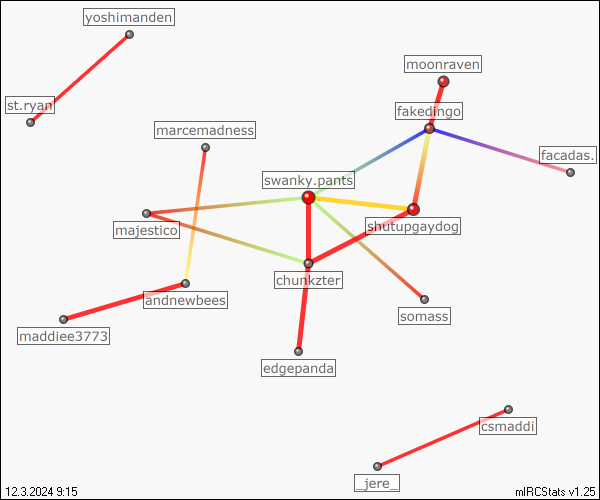 yoshimanden
moonraven
st.ryan
fakedingo
marcemadness
facadas.
swanky.pants
majestico
shutupgaydog
chunkzter
andnewbees
somass
maddiee3773
edgepanda
csmaddi
_jere_
12.3.2024 9:15
mIRCStats v1.25